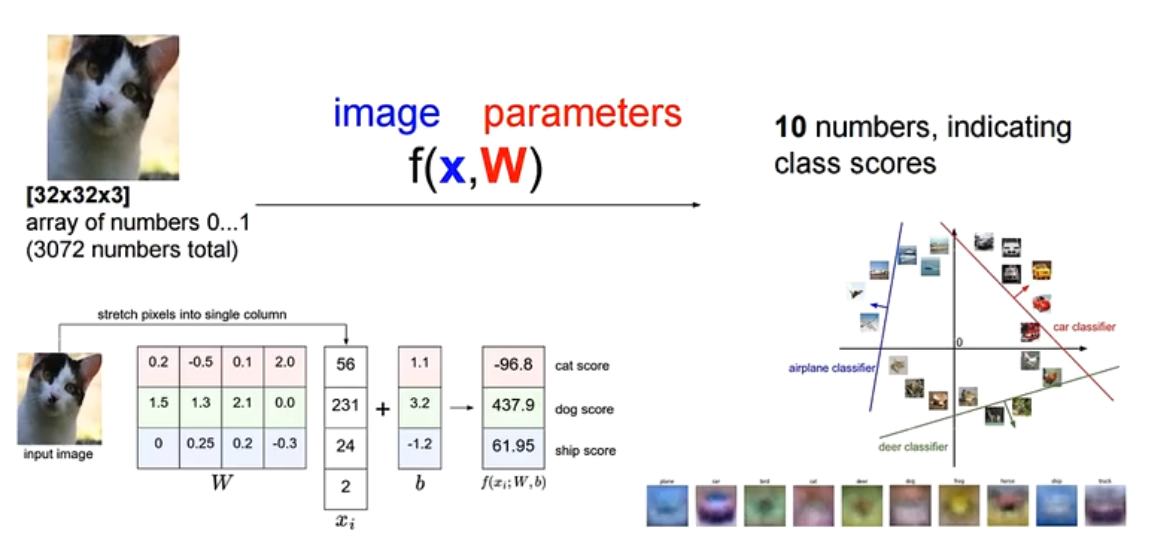 image parameters
f(x,W)
[32x32x3]
array of numbers 0...1
(3072 numbers total)
10 numbers, indicating
class scores
stretch pixels into single column
0.2 -0.5 0.1 2.0 56 1.1 -96.8 cat score
1.5 1.3 2.1 0.0 231 + 3.2 437.9 dog score
0 0.25 0.2 -0.3 24 -1.2 61.95 ship score
2
input image
W
x_i
b
f(x_i; W, b)
0
car classifier
airplane classifier
deer classifier
plane car bird cat deer dog frog horse ship truck